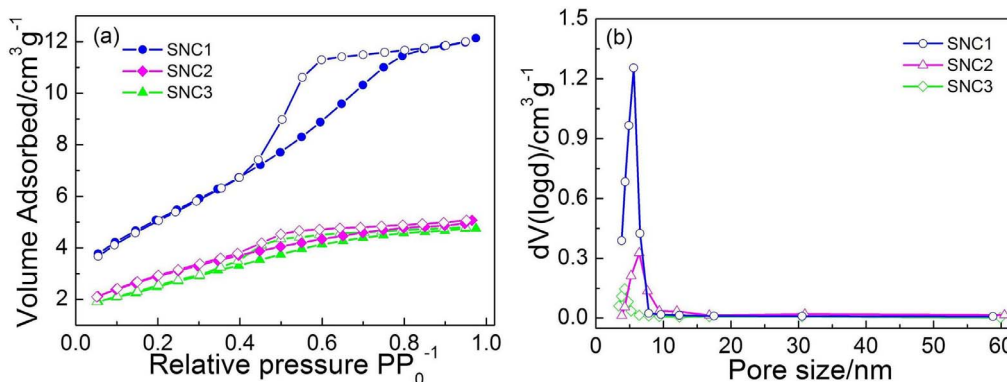 (a)
SNC1
SNC2
SNC3
Volume Adsorbed/cm³g⁻¹
12
10
8
6
4
2
0.0 0.2 0.4 0.6 0.8 1.0
Relative pressure PP₀⁻¹
(b)
SNC1
SNC2
SNC3
dV(logd)/cm³g⁻¹
1.5
1.2
0.9
0.6
0.3
0.0
0 10 20 30 40 50 60
Pore size/nm